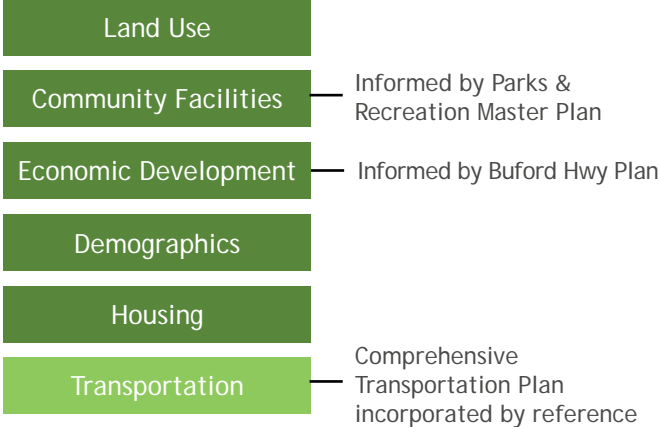 Land Use
Community Facilities
Informed by Parks &
Recreation Master Plan
Economic Development
Informed by Buford Hwy Plan
Demographics
Housing
Transportation
Comprehensive
Transportation Plan
incorporated by reference